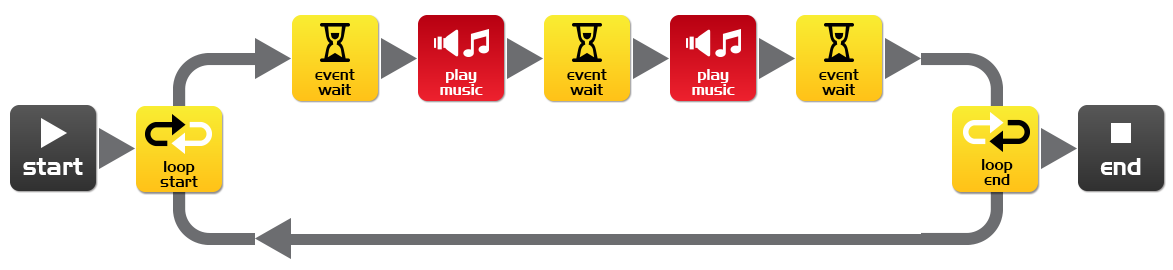 start
loop
start
event
wait
play
music
event
wait
play
music
event
wait
loop
end
end